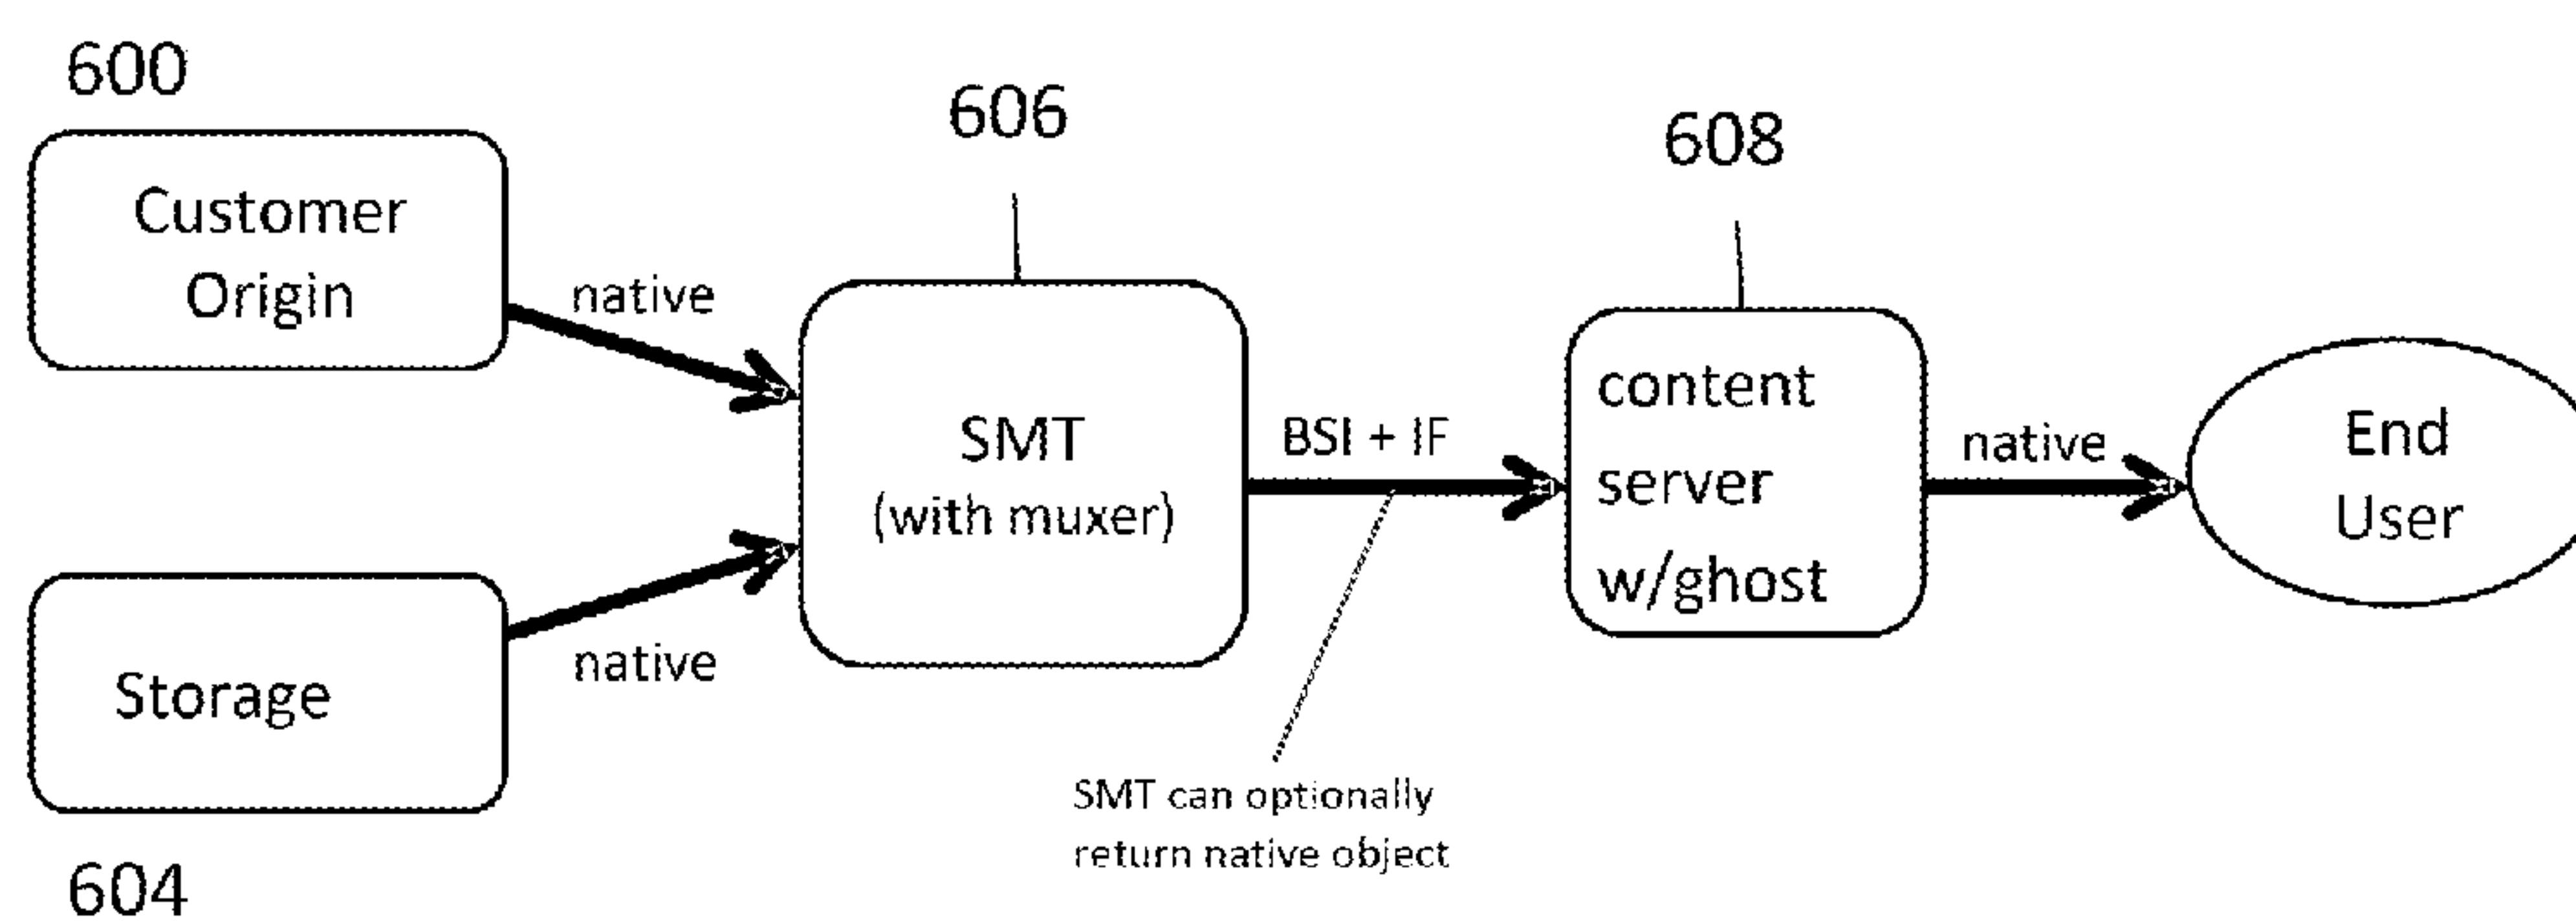 600
Customer
Origin
native
606
SMT
(with muxer)
BSI + IF
608
content
server
w/ghost
native
End
User
Storage
native
604
SMT can optionally
return native object